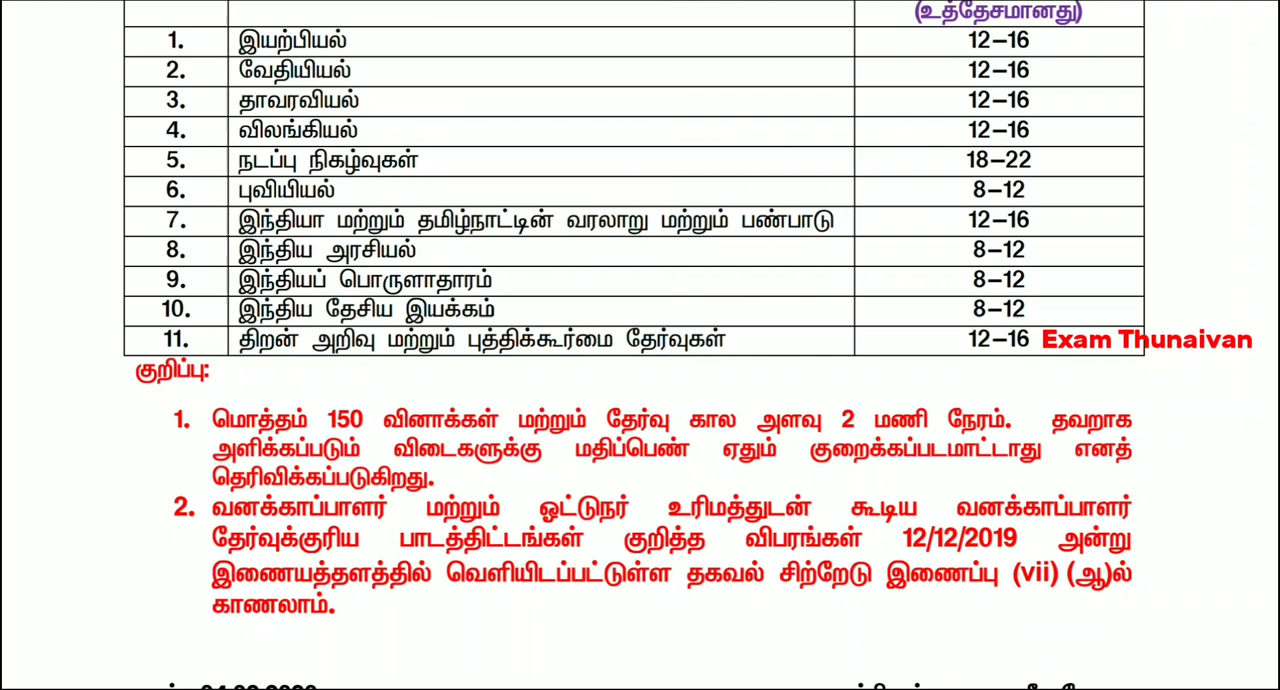 (உத்தேசமானது)
1. இயற்பியல் 12–16
2. வேதியியல் 12–16
3. தாவரவியல் 12–16
4. விலங்கியல் 12–16
5. நடப்பு நிகழ்வுகள் 18–22
6. புவியியல் 8–12
7. இந்தியா மற்றும் தமிழ்நாட்டின் வரலாறு மற்றும் பண்பாடு 12–16
8. இந்திய அரசியல் 8–12
9. இந்தியப் பொருளாதாரம் 8–12
10. இந்திய தேசிய இயக்கம் 8–12
11. திறன் அறிவு மற்றும் புத்திக்கூர்மை தேர்வுகள் 12–16 Exam Thunaivan
குறிப்பு:
1. மொத்தம் 150 வினாக்கள் மற்றும் தேர்வு கால அளவு 2 மணி நேரம். தவறாக
அளிக்கப்படும் விடைகளுக்கு மதிப்பெண் ஏதும் குறைக்கப்படமாட்டாது எனத்
தெரிவிக்கப்படுகிறது.
2. வனக்காப்பாளர் மற்றும் ஓட்டுநர் உரிமத்துடன் கூடிய வனக்காப்பாளர்
தேர்வுக்குரிய பாடத்திட்டங்கள் குறித்த விபரங்கள் 12/12/2019 அன்று
இணையத்தளத்தில் வெளியிடப்பட்டுள்ள தகவல் சிற்றேடு இணைப்பு (vii) (ஆ)ல்
காணலாம்.